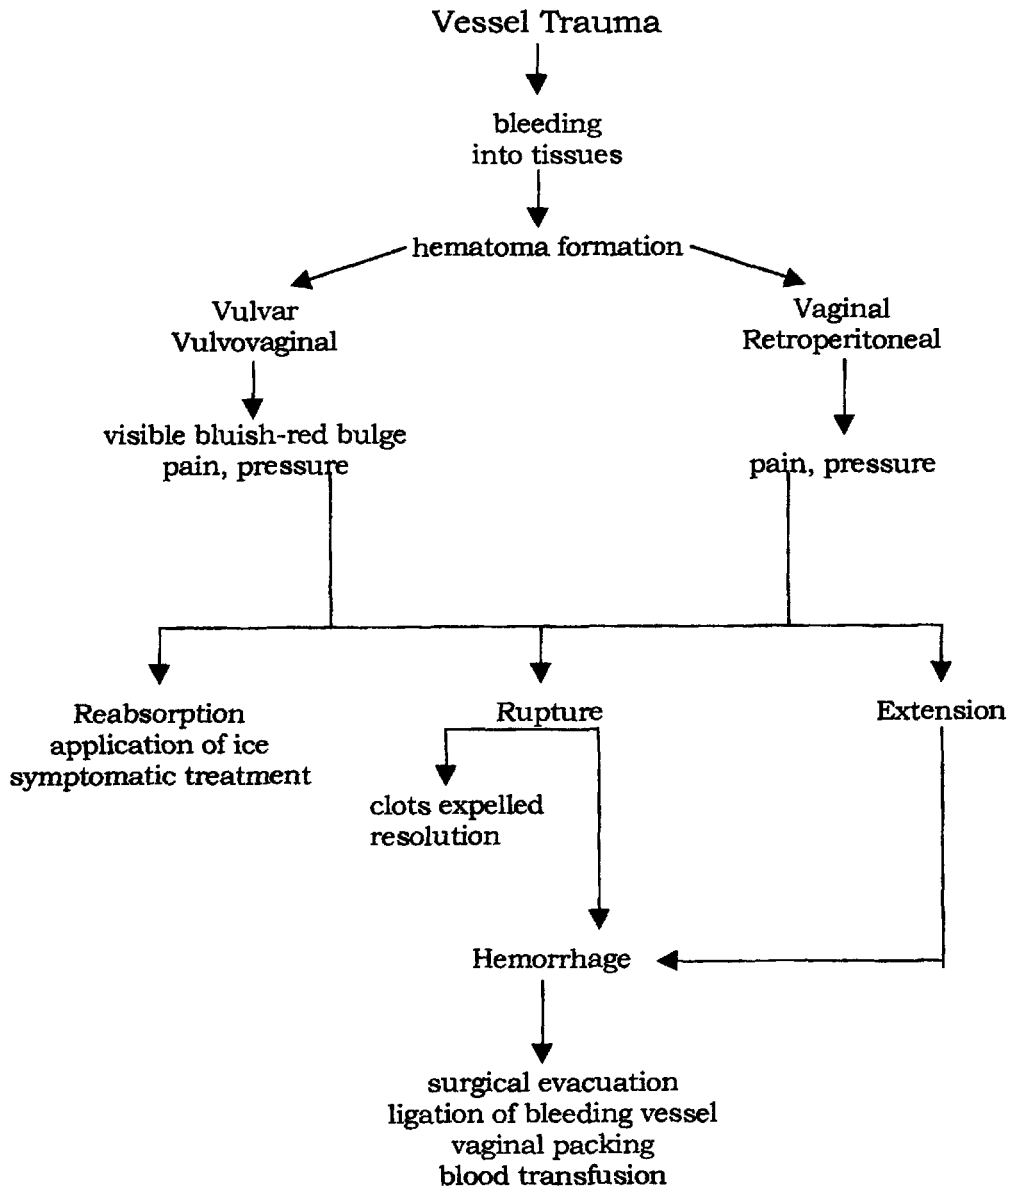 Vessel Trauma
bleeding
into tissues
hematoma formation
Vulvar
Vulvovaginal
Vaginal
Retroperitoneal
visible bluish-red bulge
pain, pressure
pain, pressure
Reabsorption
application of ice
symptomatic treatment
Rupture
Extension
clots expelled
resolution
Hemorrhage
surgical evacuation
ligation of bleeding vessel
vaginal packing
blood transfusion